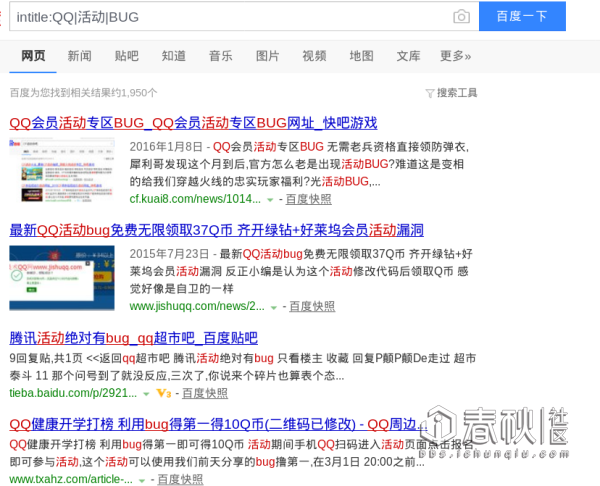 intitle:QQ|活动|BUG
百度一下
网页 新闻 贴吧 知道 音乐 图片 视频 地图 文库 更多»
百度为您找到相关结果约1,950个 搜索工具
QQ会员活动专区BUG_QQ会员活动专区BUG网址_快吧游戏
2016年1月8日 - QQ会员活动专区BUG 无需老兵资格直接领防弹衣,
犀利哥发现这个月到后,官方怎么老是出现活动BUG?难道这是变相
的给我们穿越火线的忠实玩家福利?光活动BUG,...
cf.kuai8.com/news/1014... - 百度快照
最新QQ活动bug免费无限领取37Q币 齐开绿钻+好莱坞会员活动漏洞
2015年7月23日 - 最新QQ活动bug免费无限领取37Q币 齐开绿钻+好
莱坞会员活动漏洞 反正小编是认为这个活动修改代码后领取Q币 感
觉好像是自卫的一样
www.jishuqq.com/news/2... - 百度快照
腾讯活动绝对有bug_qq超市吧_百度贴吧
9回复贴,共1页 <<返回qq超市吧 腾讯活动绝对有bug 只看楼主 收藏 回复P颠P颠De走过 超市
泰斗 11 那个问号到了就没反应,三次了,你说来个碎片也算表个态...
tieba.baidu.com/p/2921... V3 - 百度快照
QQ健康开学打榜 利用bug得第一得10Q币(二维码已修改) - QQ周边...
QQ健康开学打榜 利用bug得第一即可得10Q币 活动期间手机QQ扫码进入活动页面点击报名
即可参与活动,这个活动可以使用我们前天分享的bug撸第一,在3月1日 20:00之前...
www.txahz.com/article-... - 百度快照
春秋社区
bbs.ichunqiu.com